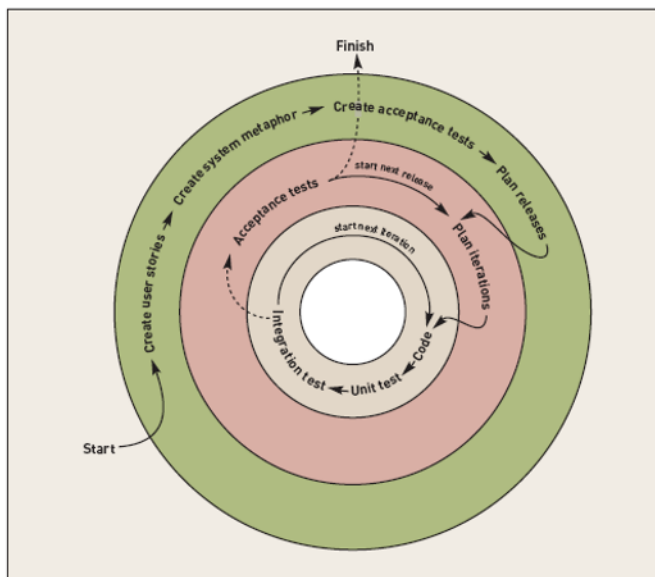 Finish
Create acceptance tests
Create system metaphor
Plan releases
start next release
Acceptance tests
Plan iterations
start next iteration
Create user stories
Integration test
Code
Unit test
Start